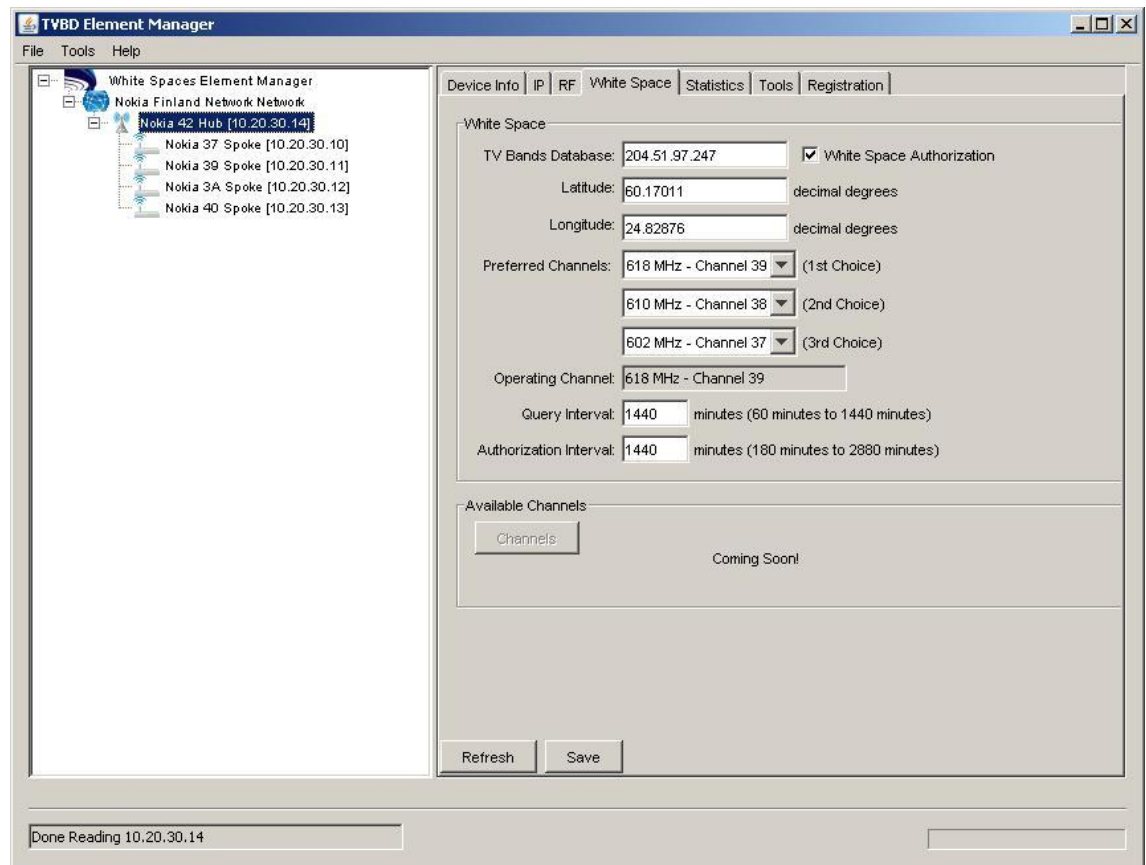 TVBD Element Manager
File Tools Help
White Spaces Element Manager
Nokia Finland Network Network
Nokia 42 Hub [10.20.30.14]
Nokia 37 Spoke [10.20.30.10]
Nokia 39 Spoke [10.20.30.11]
Nokia 3A Spoke [10.20.30.12]
Nokia 40 Spoke [10.20.30.13]
Device Info IP RF White Space Statistics Tools Registration
White Space
TV Bands Database: 204.51.97.247 White Space Authorization
Latitude: 60.17011 decimal degrees
Longitude: 24.82876 decimal degrees
Preferred Channels: 618 MHz - Channel 39 (1st Choice)
610 MHz - Channel 38 (2nd Choice)
602 MHz - Channel 37 (3rd Choice)
Operating Channel: 618 MHz - Channel 39
Query Interval: 1440 minutes (60 minutes to 1440 minutes)
Authorization Interval: 1440 minutes (180 minutes to 2880 minutes)
Available Channels
Channels
Coming Soon!
Refresh Save
Done Reading 10.20.30.14